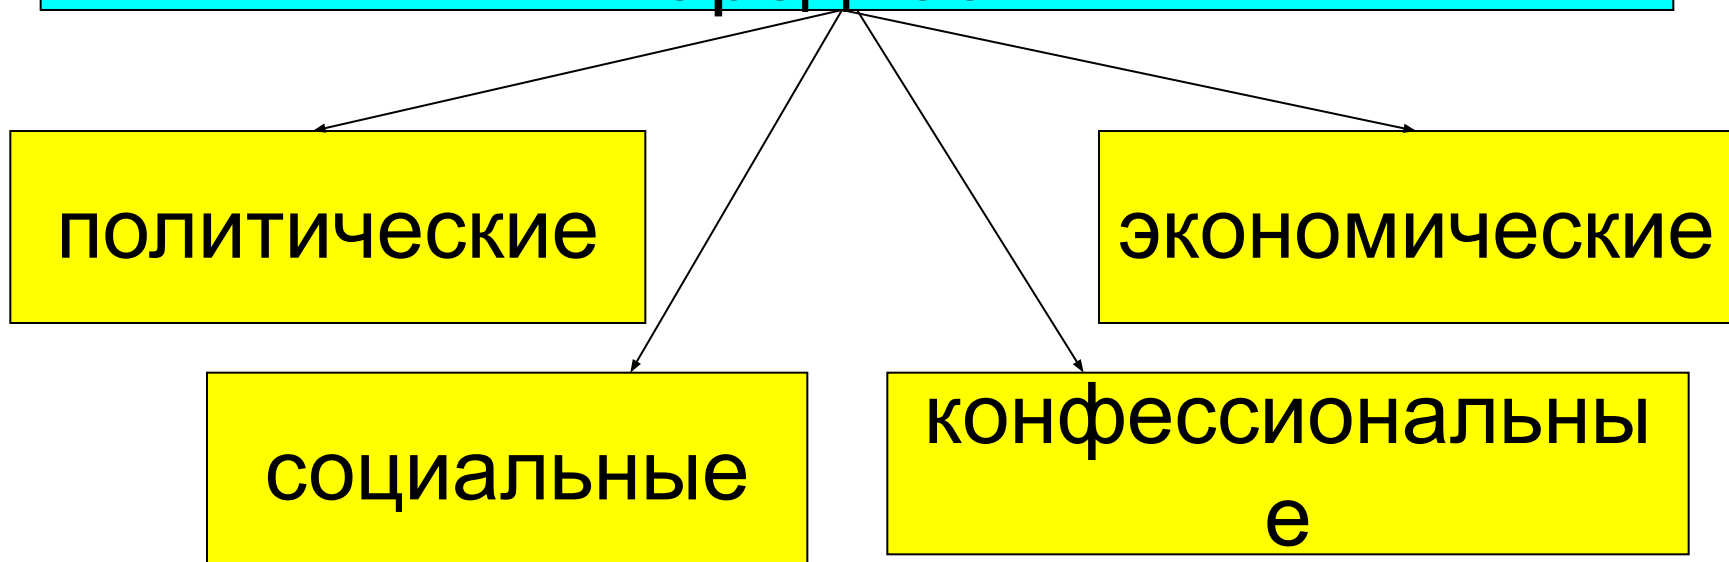 политические
экономические
социальные
конфессиональны
е